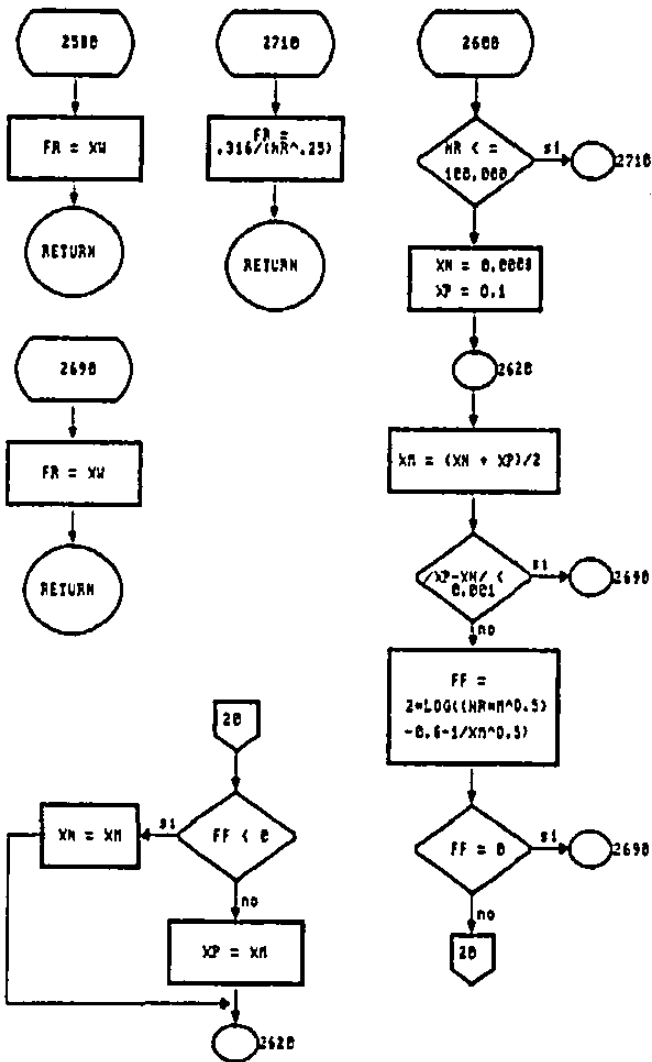 2500
FR = XW
RETURN
2690
FR = XW
RETURN
2710
FR =
.316/(NR^.25)
RETURN
2600
NR < =
100,000
si
2710
XN = 0.0008
XP = 0.1
2620
XM = (XN + XP)/2
/XP-XN/ <
0.001
si
2690
no
FF =
2*LOG((NR*M^0.5)
-0.6-1/XM^0.5)
FF = 0
si
2690
no
20
20
FF < 0
si
XN = XM
no
XP = XM
2620